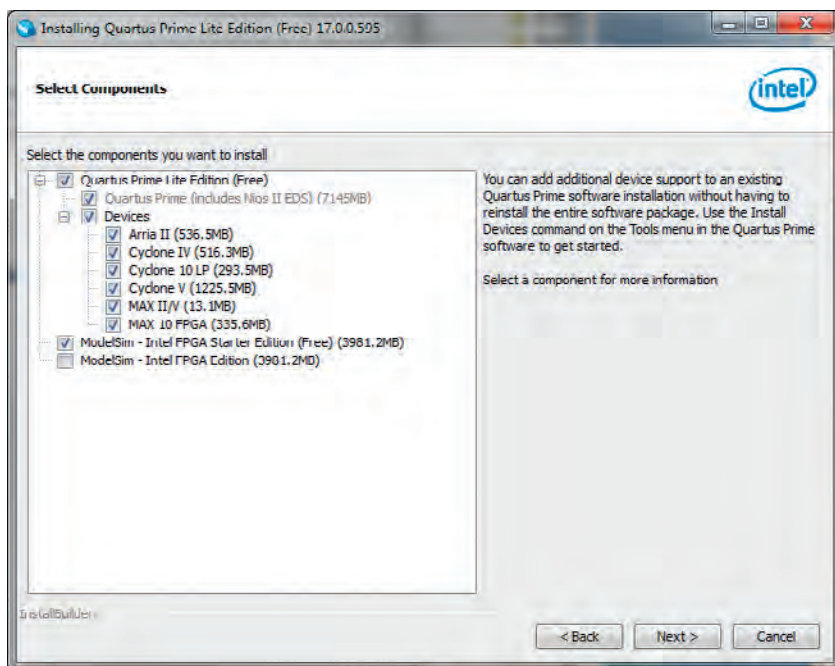 Installing Quartus Prime Lite Edition (Free) 17.0.0.595
Select Components
intel
Select the components you want to install
Quartus Prime Lite Edition (Free)
Quartus Prime (includes Nios II EDS) (7145MB)
Devices
Arria II (536.5MB)
Cyclone IV (516.3MB)
Cyclone 10 LP (293.5MB)
Cyclone V (1225.5MB)
MAX II/V (13.1MB)
MAX 10 FPGA (335.6MB)
ModelSim - Intel FPGA Starter Edition (Free) (3981.2MB)
ModelSim - Intel FPGA Edition (3981.2MB)
You can add additional device support to an existing
Quartus Prime software installation without having to
reinstall the entire software package. Use the Install
Devices command on the Tools menu in the Quartus Prime
software to get started.
Select a component for more information
InstallBuilder
< Back
Next >
Cancel